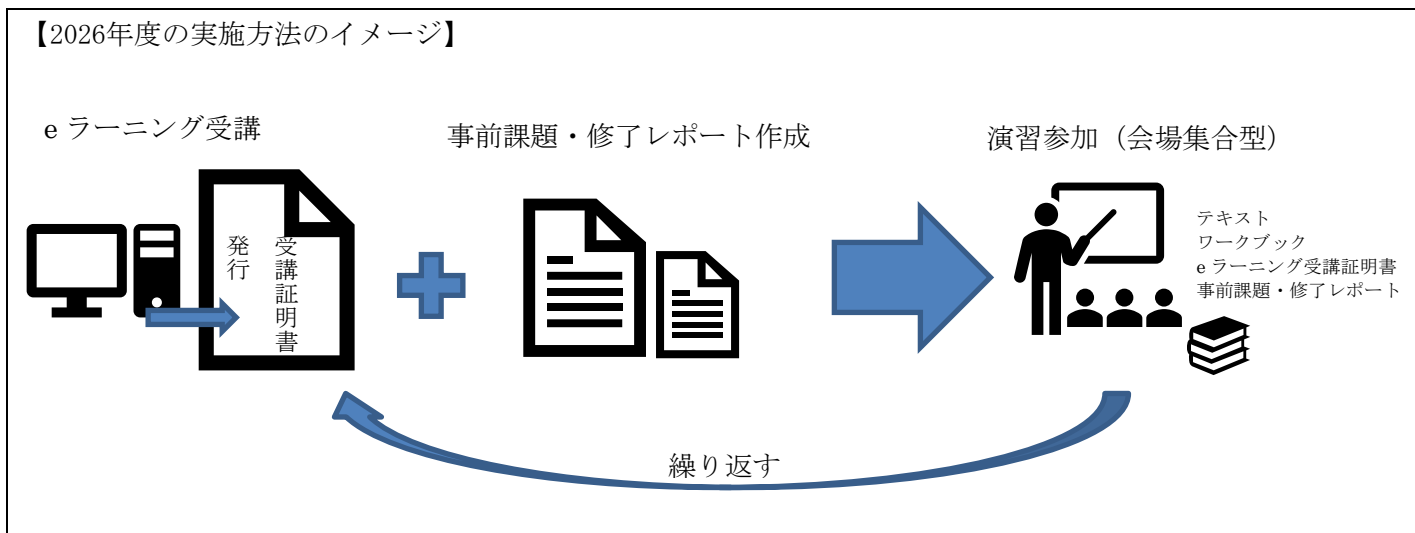 【2026年度の実施方法のイメージ】
e ラーニング受講
事前課題・修了レポート作成
演習参加（会場集合型）
受講証明書
発行
テキスト
ワークブック
e ラーニング受講証明書
事前課題・修了レポート
繰り返す